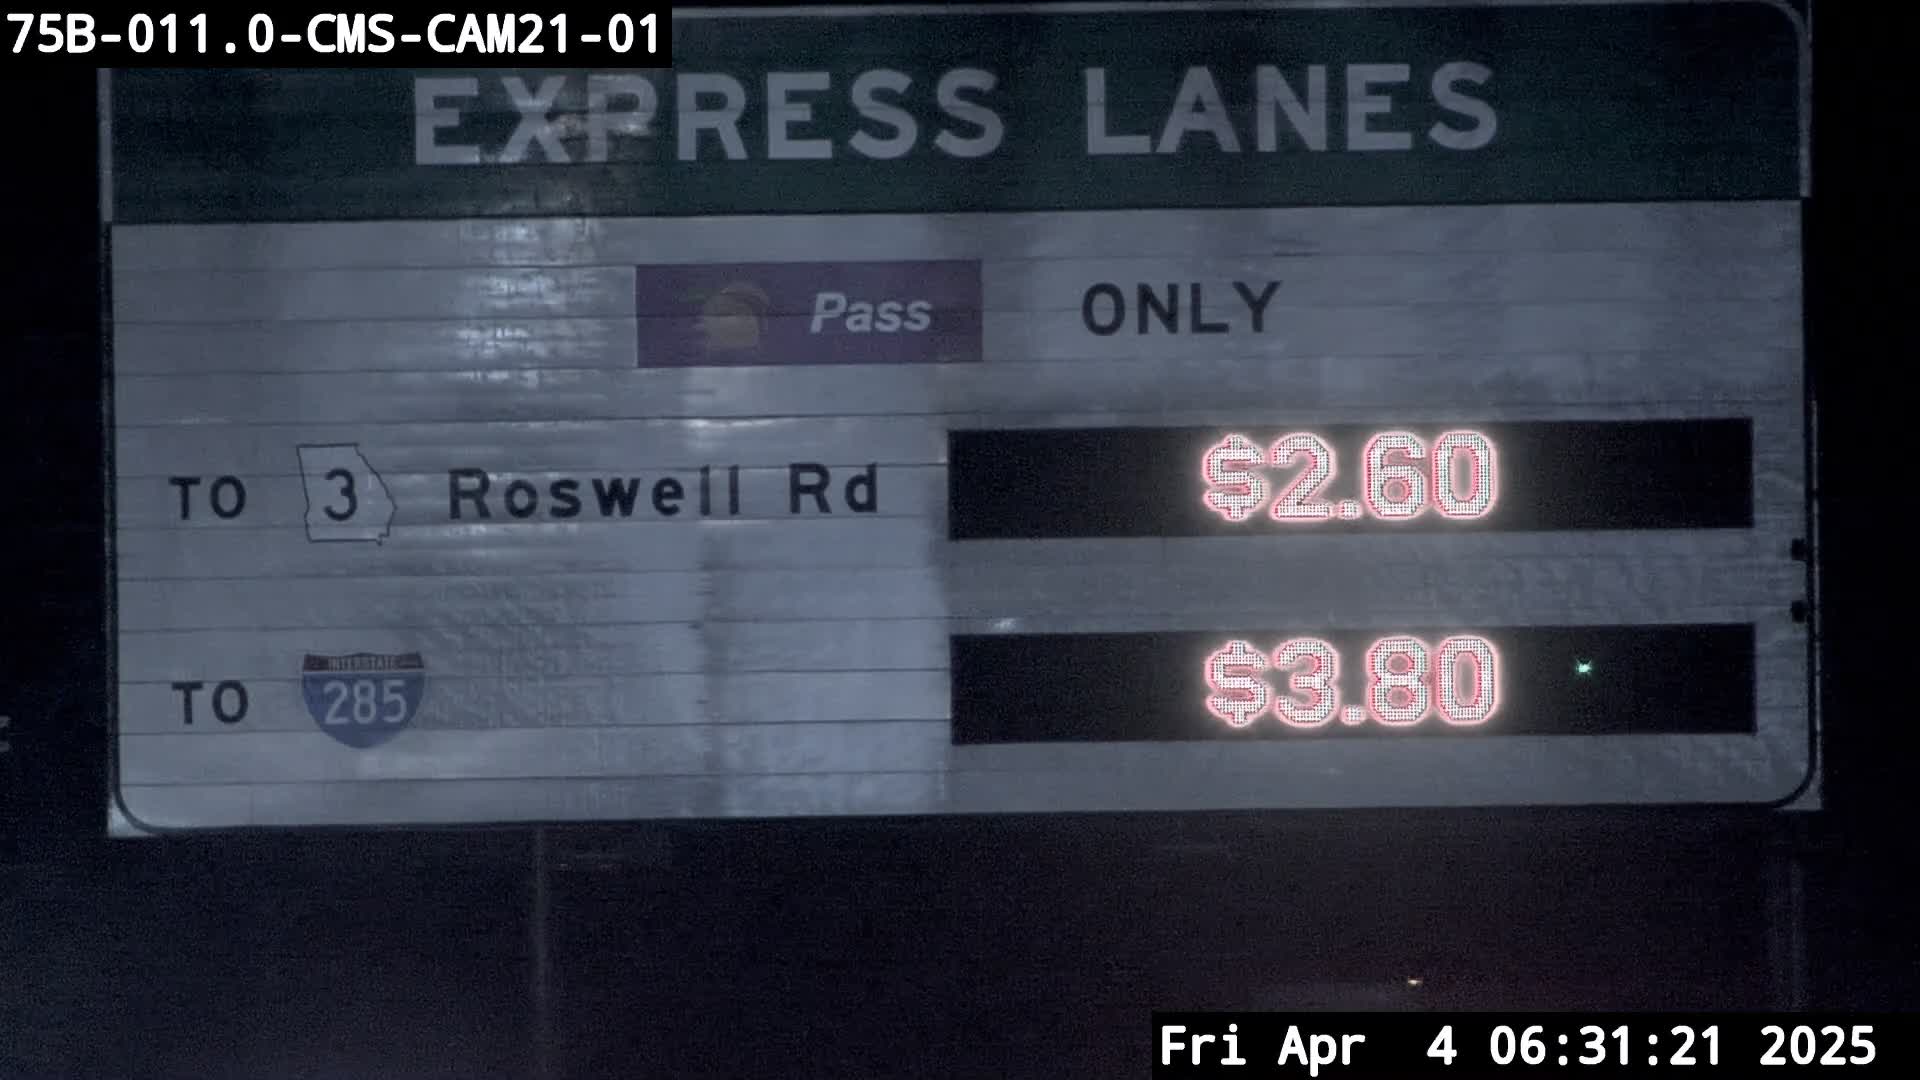 75B-011.0-CMS-CAM21-01
EXPRESS LANES
Pass ONLY
TO 3 Roswell Rd $2.60
TO INTERSTATE 285 $3.80
Fri Apr 4 06:31:21 2025